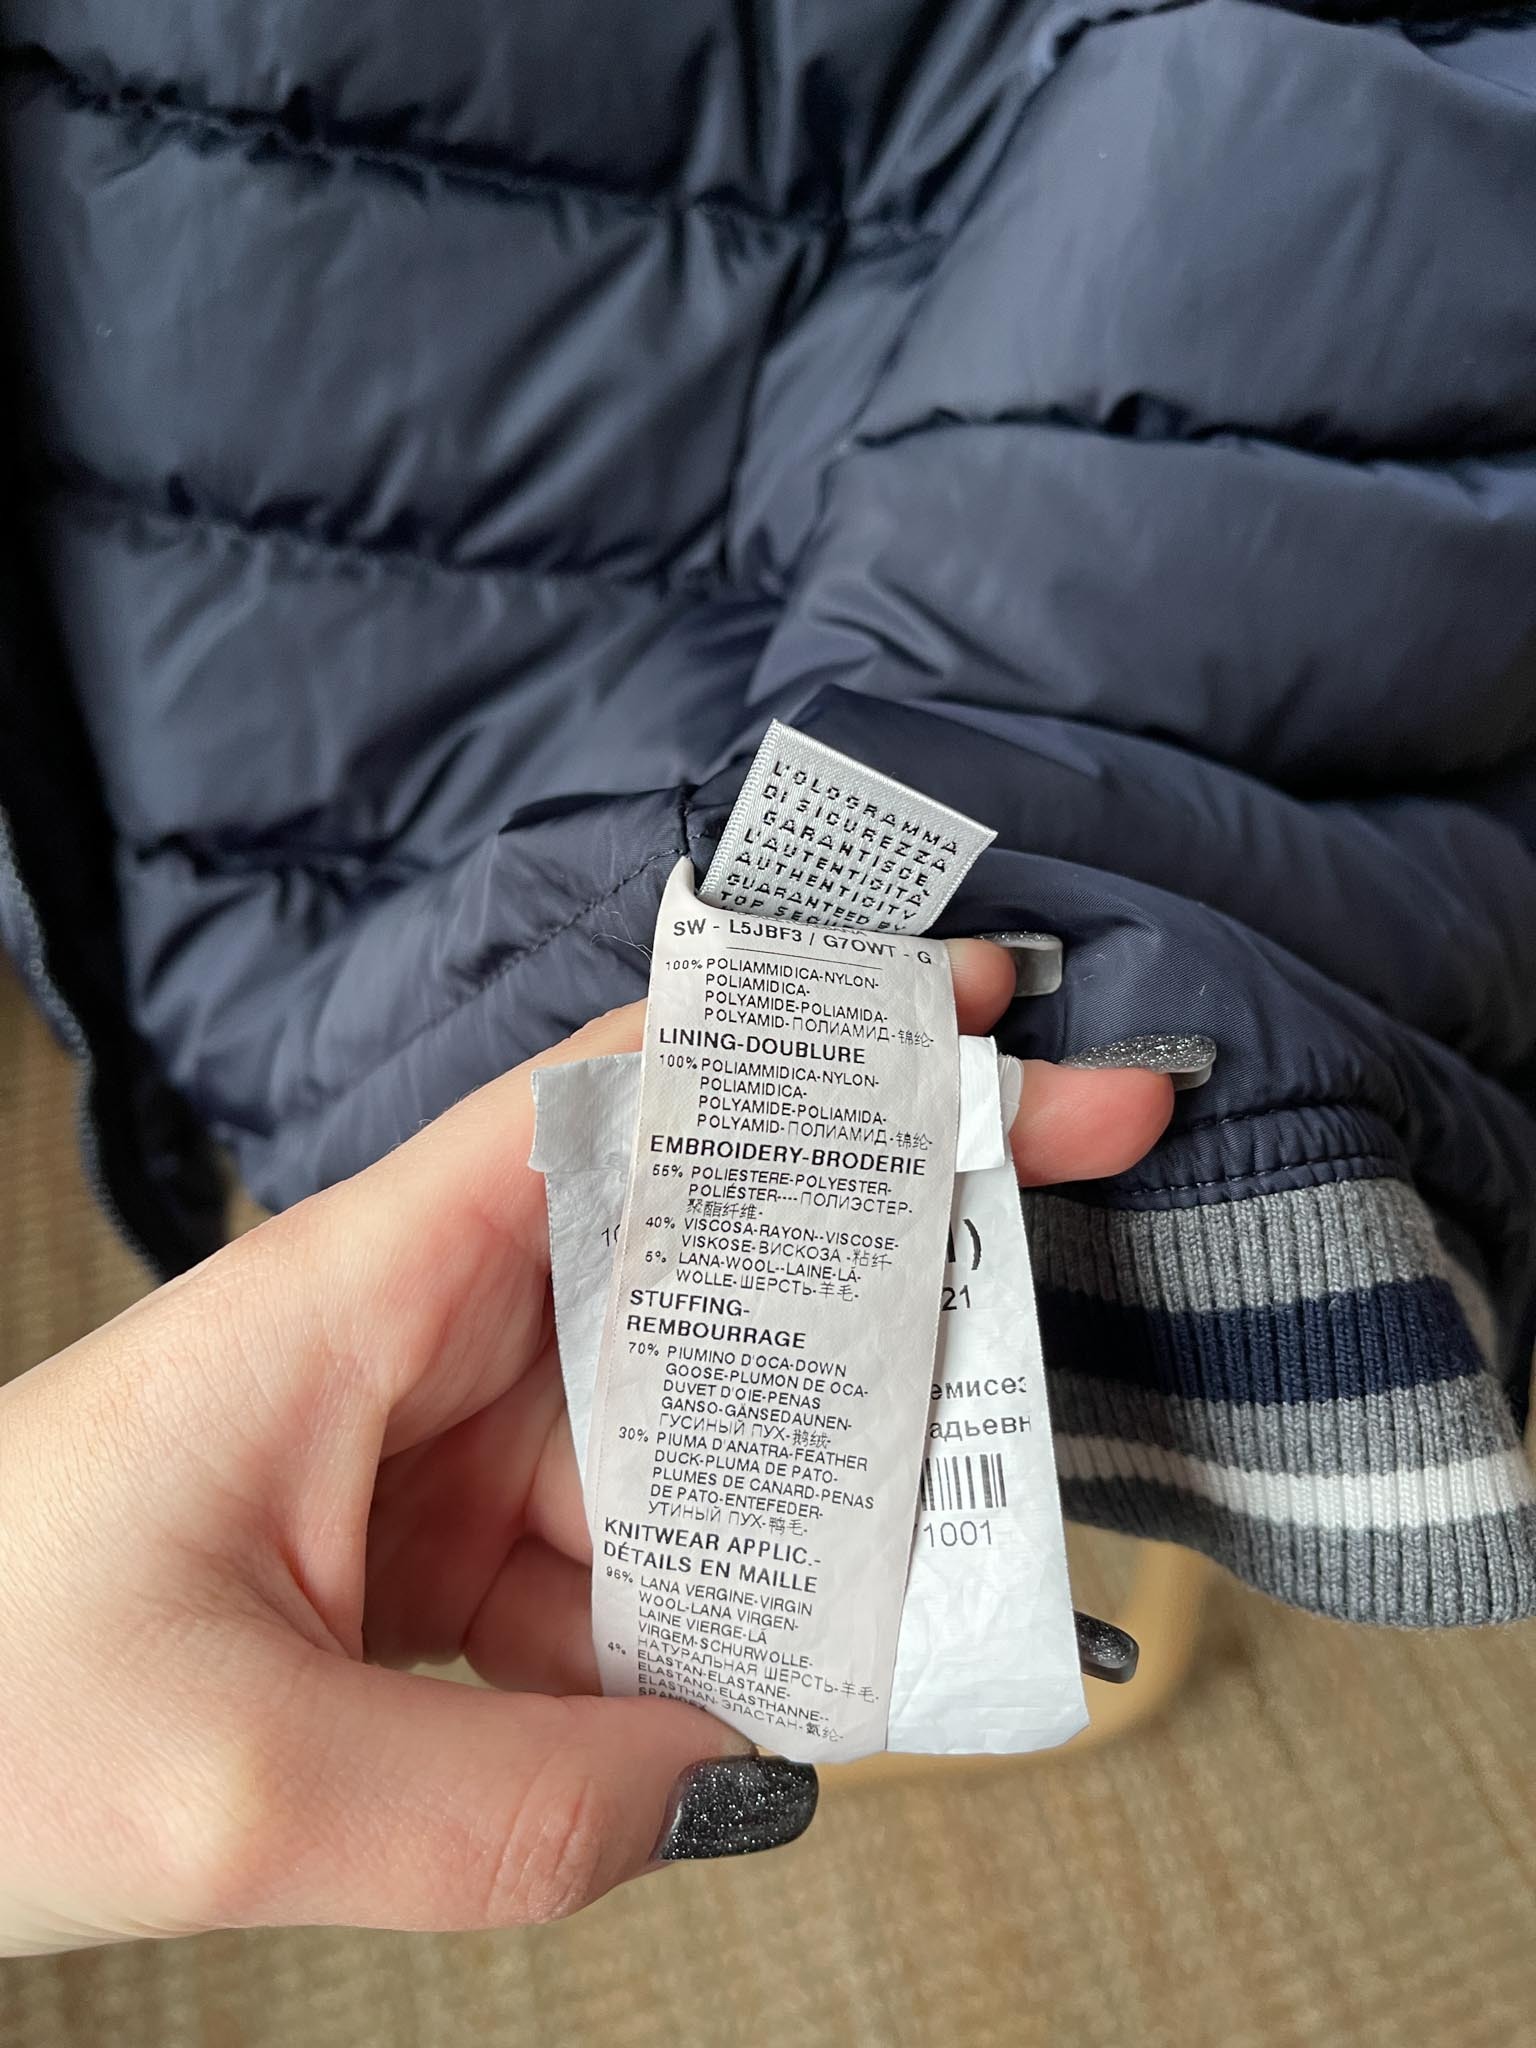 L'OLOGRAMMA
DI SICUREZZA
GARANTISCE
L'AUTENTICITA'
AUTHENTICITY
GUARANTEED BY
TOP
SW - L5JBF3 / G7OWT - G
100% POLIAMMIDICA-NYLON-
POLIAMIDICA-
POLYAMIDE-POLIAMIDA-
POLYAMID-ПОЛИАМИД-锦纶-
LINING-DOUBLURE
100% POLIAMMIDICA-NYLON-
POLIAMIDICA-
POLYAMIDE-POLIAMIDA-
POLYAMID-ПОЛИАМИД-锦纶-
EMBROIDERY-BRODERIE
55% POLIESTERE-POLYESTER-
POLIÉSTER----ПОЛИЭСТЕР-
聚酯纤维-
40% VISCOSA-RAYON--VISCOSE-
VISKOSE-ВИСКОЗА-粘纤-
5% LANA-WOOL--LAINE-LÁ-
WOLLE-ШЕРСТЬ-羊毛-
STUFFING-
REMBOURRAGE
70% PIUMINO D'OCA-DOWN
GOOSE-PLUMON DE OCA-
DUVET D'OIE-PENAS
GANSO-GÄNSEDAUNEN-
ГУСИНЫЙ ПУХ-鹅绒-
30% PIUMA D'ANATRA-FEATHER
DUCK-PLUMA DE PATO-
PLUMES DE CANARD-PENAS
DE PATO-ENTEFEDER-
УТИНЫЙ ПУХ-鸭毛-
KNITWEAR APPLIC.-
DÉTAILS EN MAILLE
96% LANA VERGINE-VIRGIN
WOOL-LANA VIRGEN-
LAINE VIERGE-LÁ
VIRGEM-SCHURWOLLE-
НАТУРАЛЬНАЯ ШЕРСТЬ-羊毛-
4% ELASTAN-ELASTANE-
ELASTANO-ELASTHANNE--
ELASTHAN-ЭЛАСТАН-氨纶-
SPANDEX
21
1001